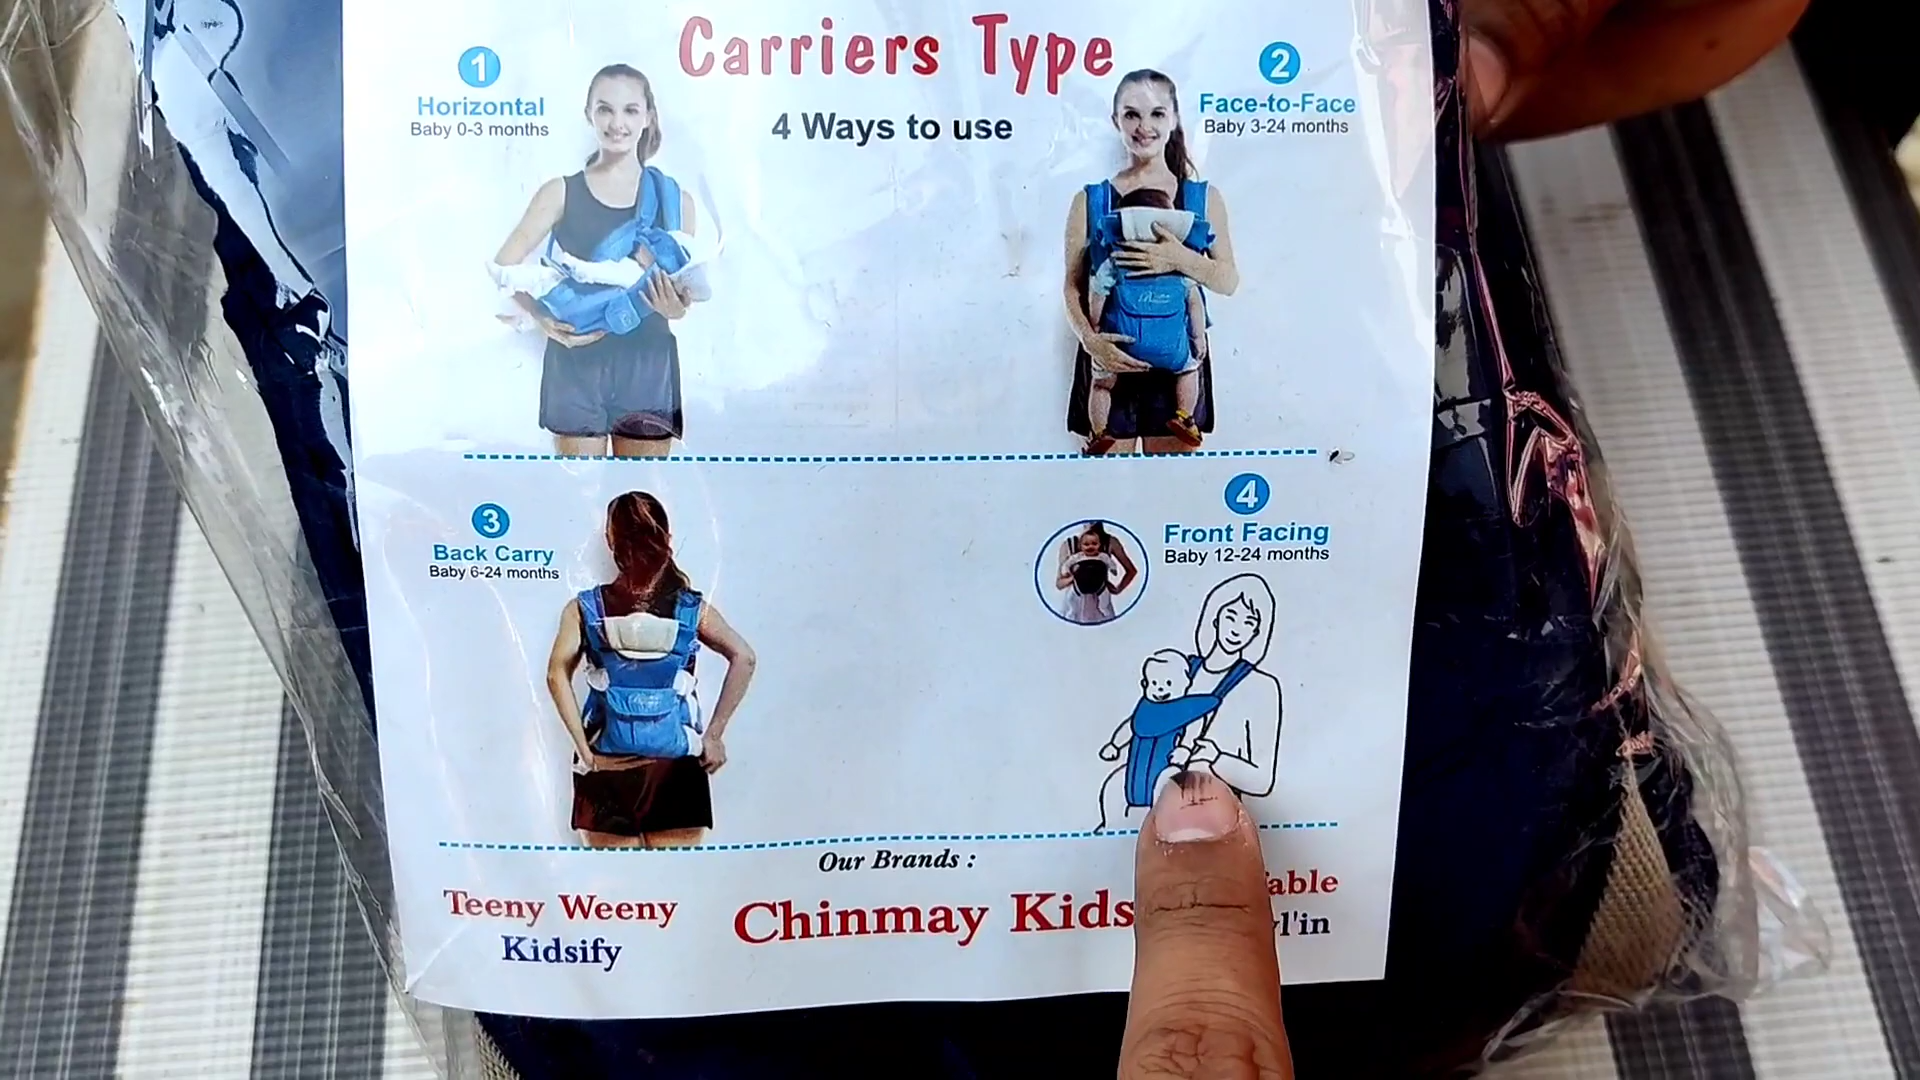 Carriers Type
4 Ways to use
1
Horizontal
Baby 0-3 months
2
Face-to-Face
Baby 3-24 months
3
Back Carry
Baby 6-24 months
4
Front Facing
Baby 12-24 months
Our Brands :
Teeny Weeny
Kidsify
Chinmay Kids